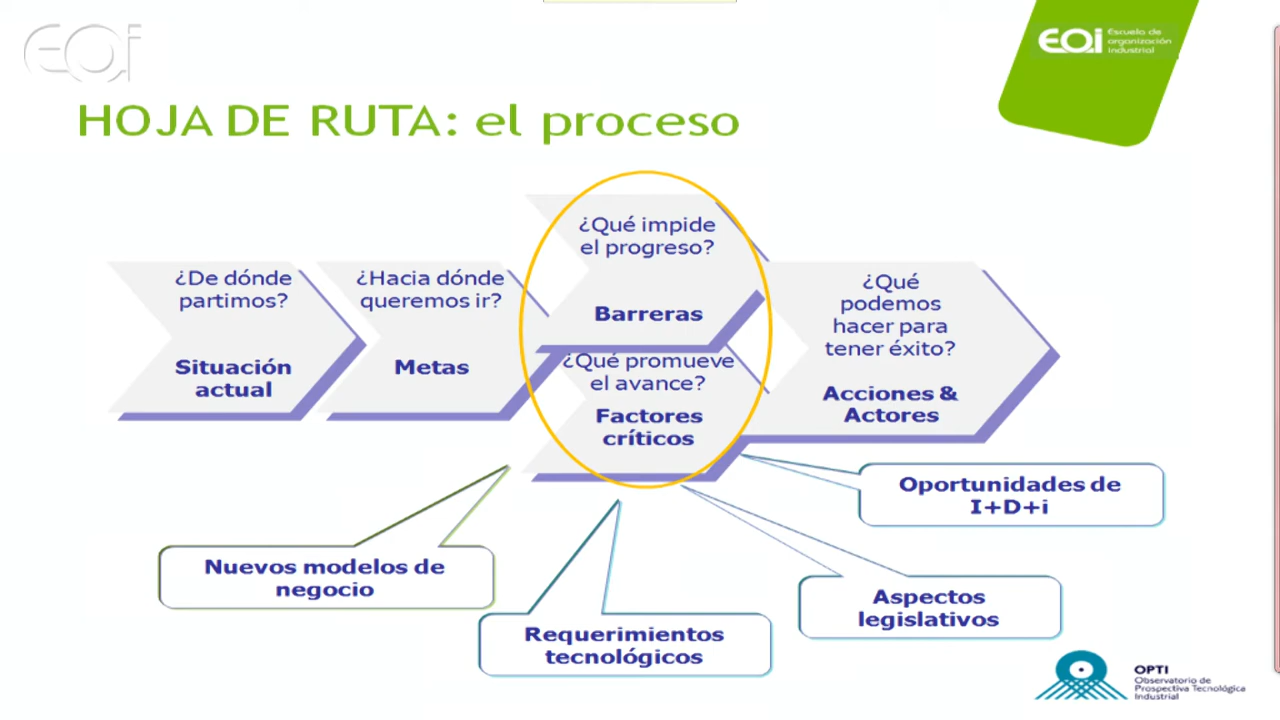 eoi
eoi
Escuela de
organización
industrial
HOJA DE RUTA: el proceso
¿De dónde
partimos?
Situación
actual
¿Hacia dónde
queremos ir?
Metas
¿Qué impide
el progreso?
Barreras
¿Qué promueve
el avance?
Factores
críticos
¿Qué
podemos
hacer para
tener éxito?
Acciones &
Actores
Nuevos modelos de
negocio
Requerimientos
tecnológicos
Aspectos
legislativos
Oportunidades de
I+D+i
OPTI
Observatorio de
Prospectiva Tecnológica
Industrial